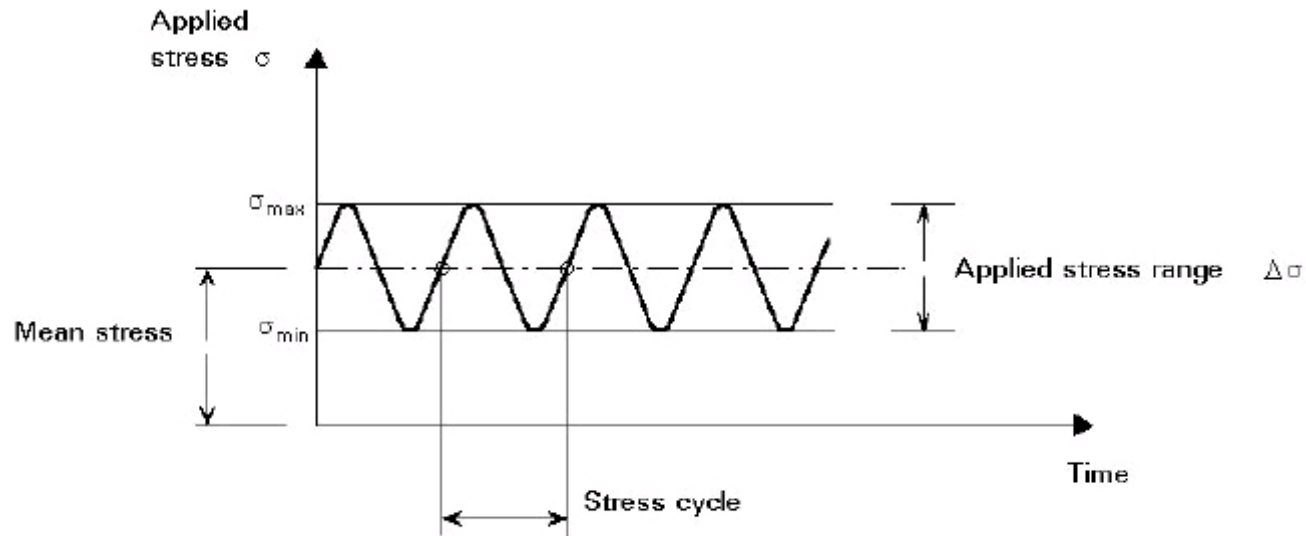 Applied
stress σ
σmax
Applied stress range Δσ
Mean stress
σmin
Time
Stress cycle